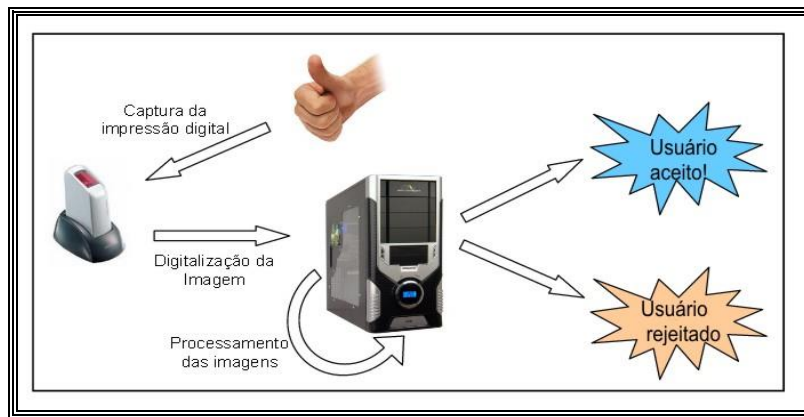 Captura da
impressão digital
Digitalização da
Imagem
Processamento
das imagens
Usuário
aceito!
Usuário
rejeitado